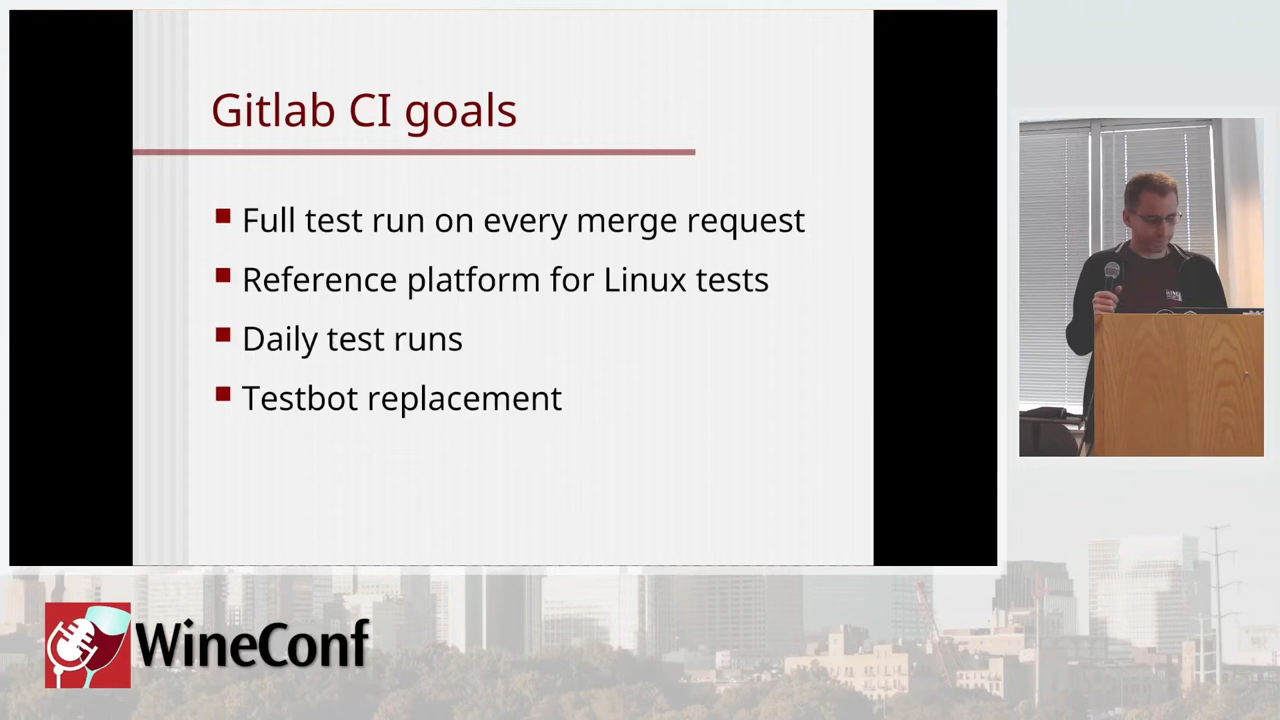 Gitlab CI goals
Full test run on every merge request
Reference platform for Linux tests
Daily test runs
Testbot replacement
WineConf